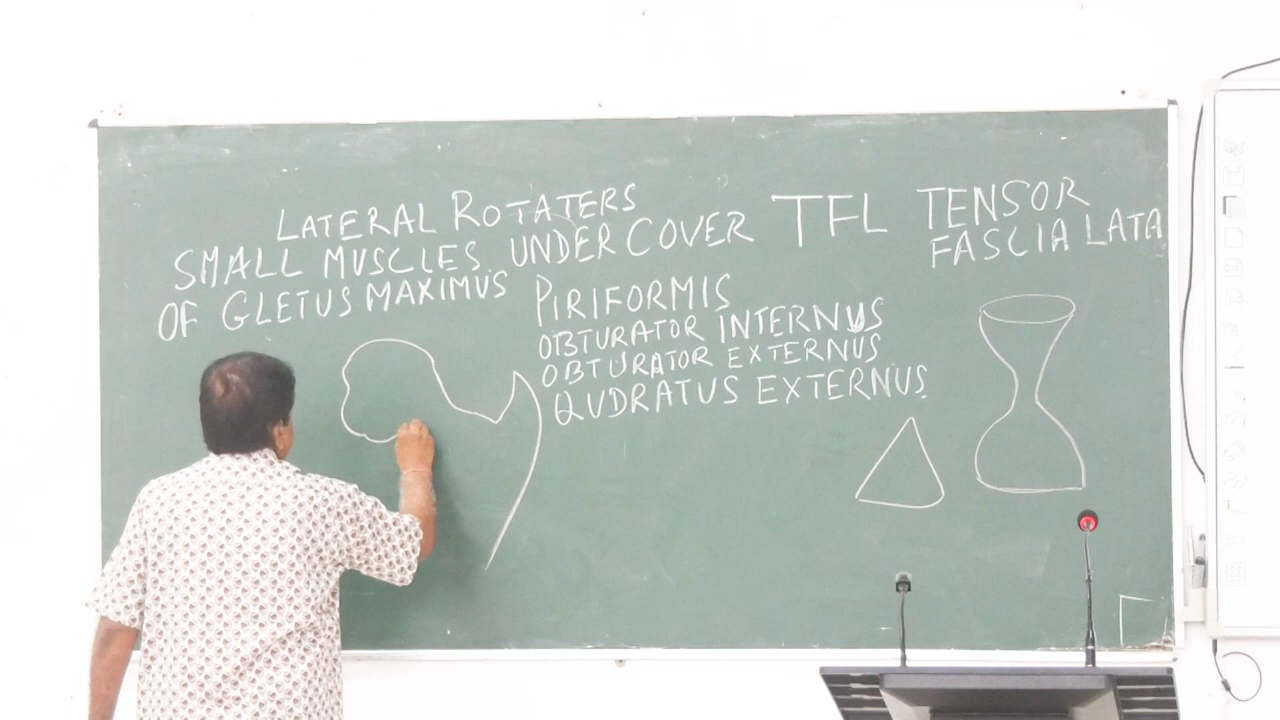 LATERAL ROTATERS
SMALL MUSCLES UNDER COVER
OF GLETUS MAXIMUS
PIRIFORMIS
OBTURATOR INTERNUS
OBTURATOR EXTERNUS
QUDRATUS EXTERNUS
TFL TENSOR
FASCIA LATA